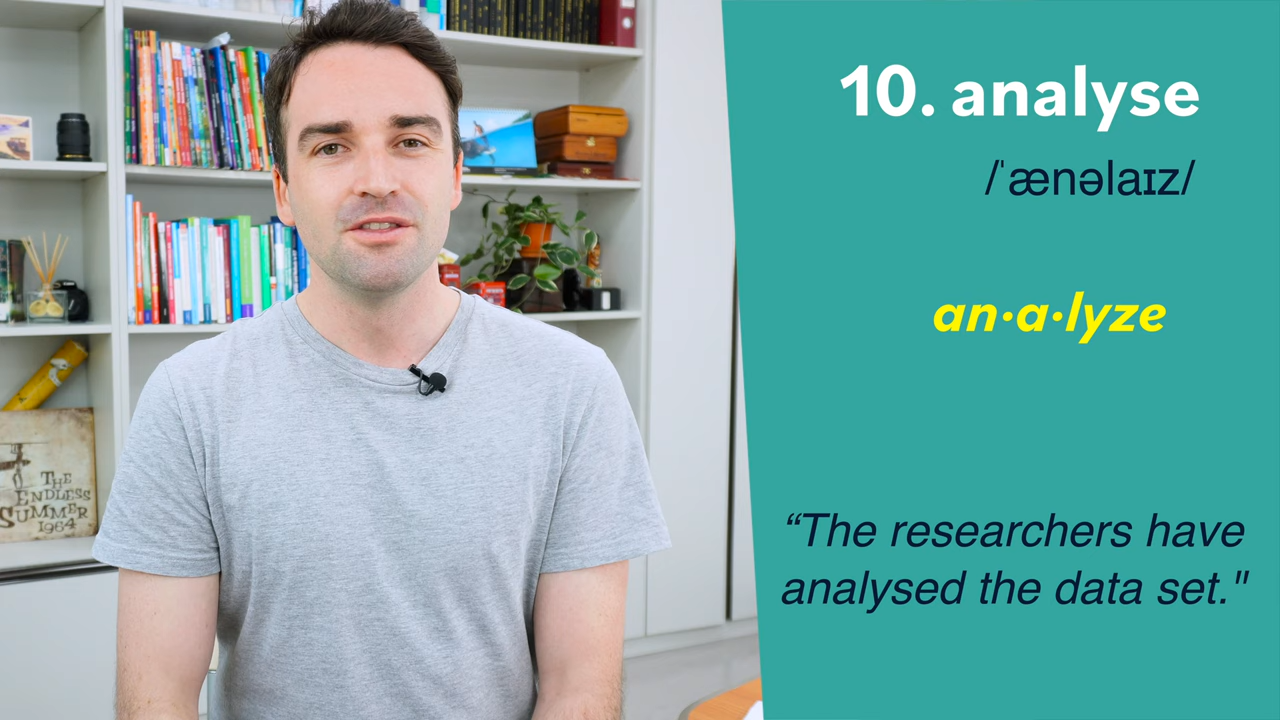 10. analyse
/ˈænəlaɪz/
an·a·lyze
“The researchers have
analysed the data set."
THE
ENDLESS
SUMMER
1964